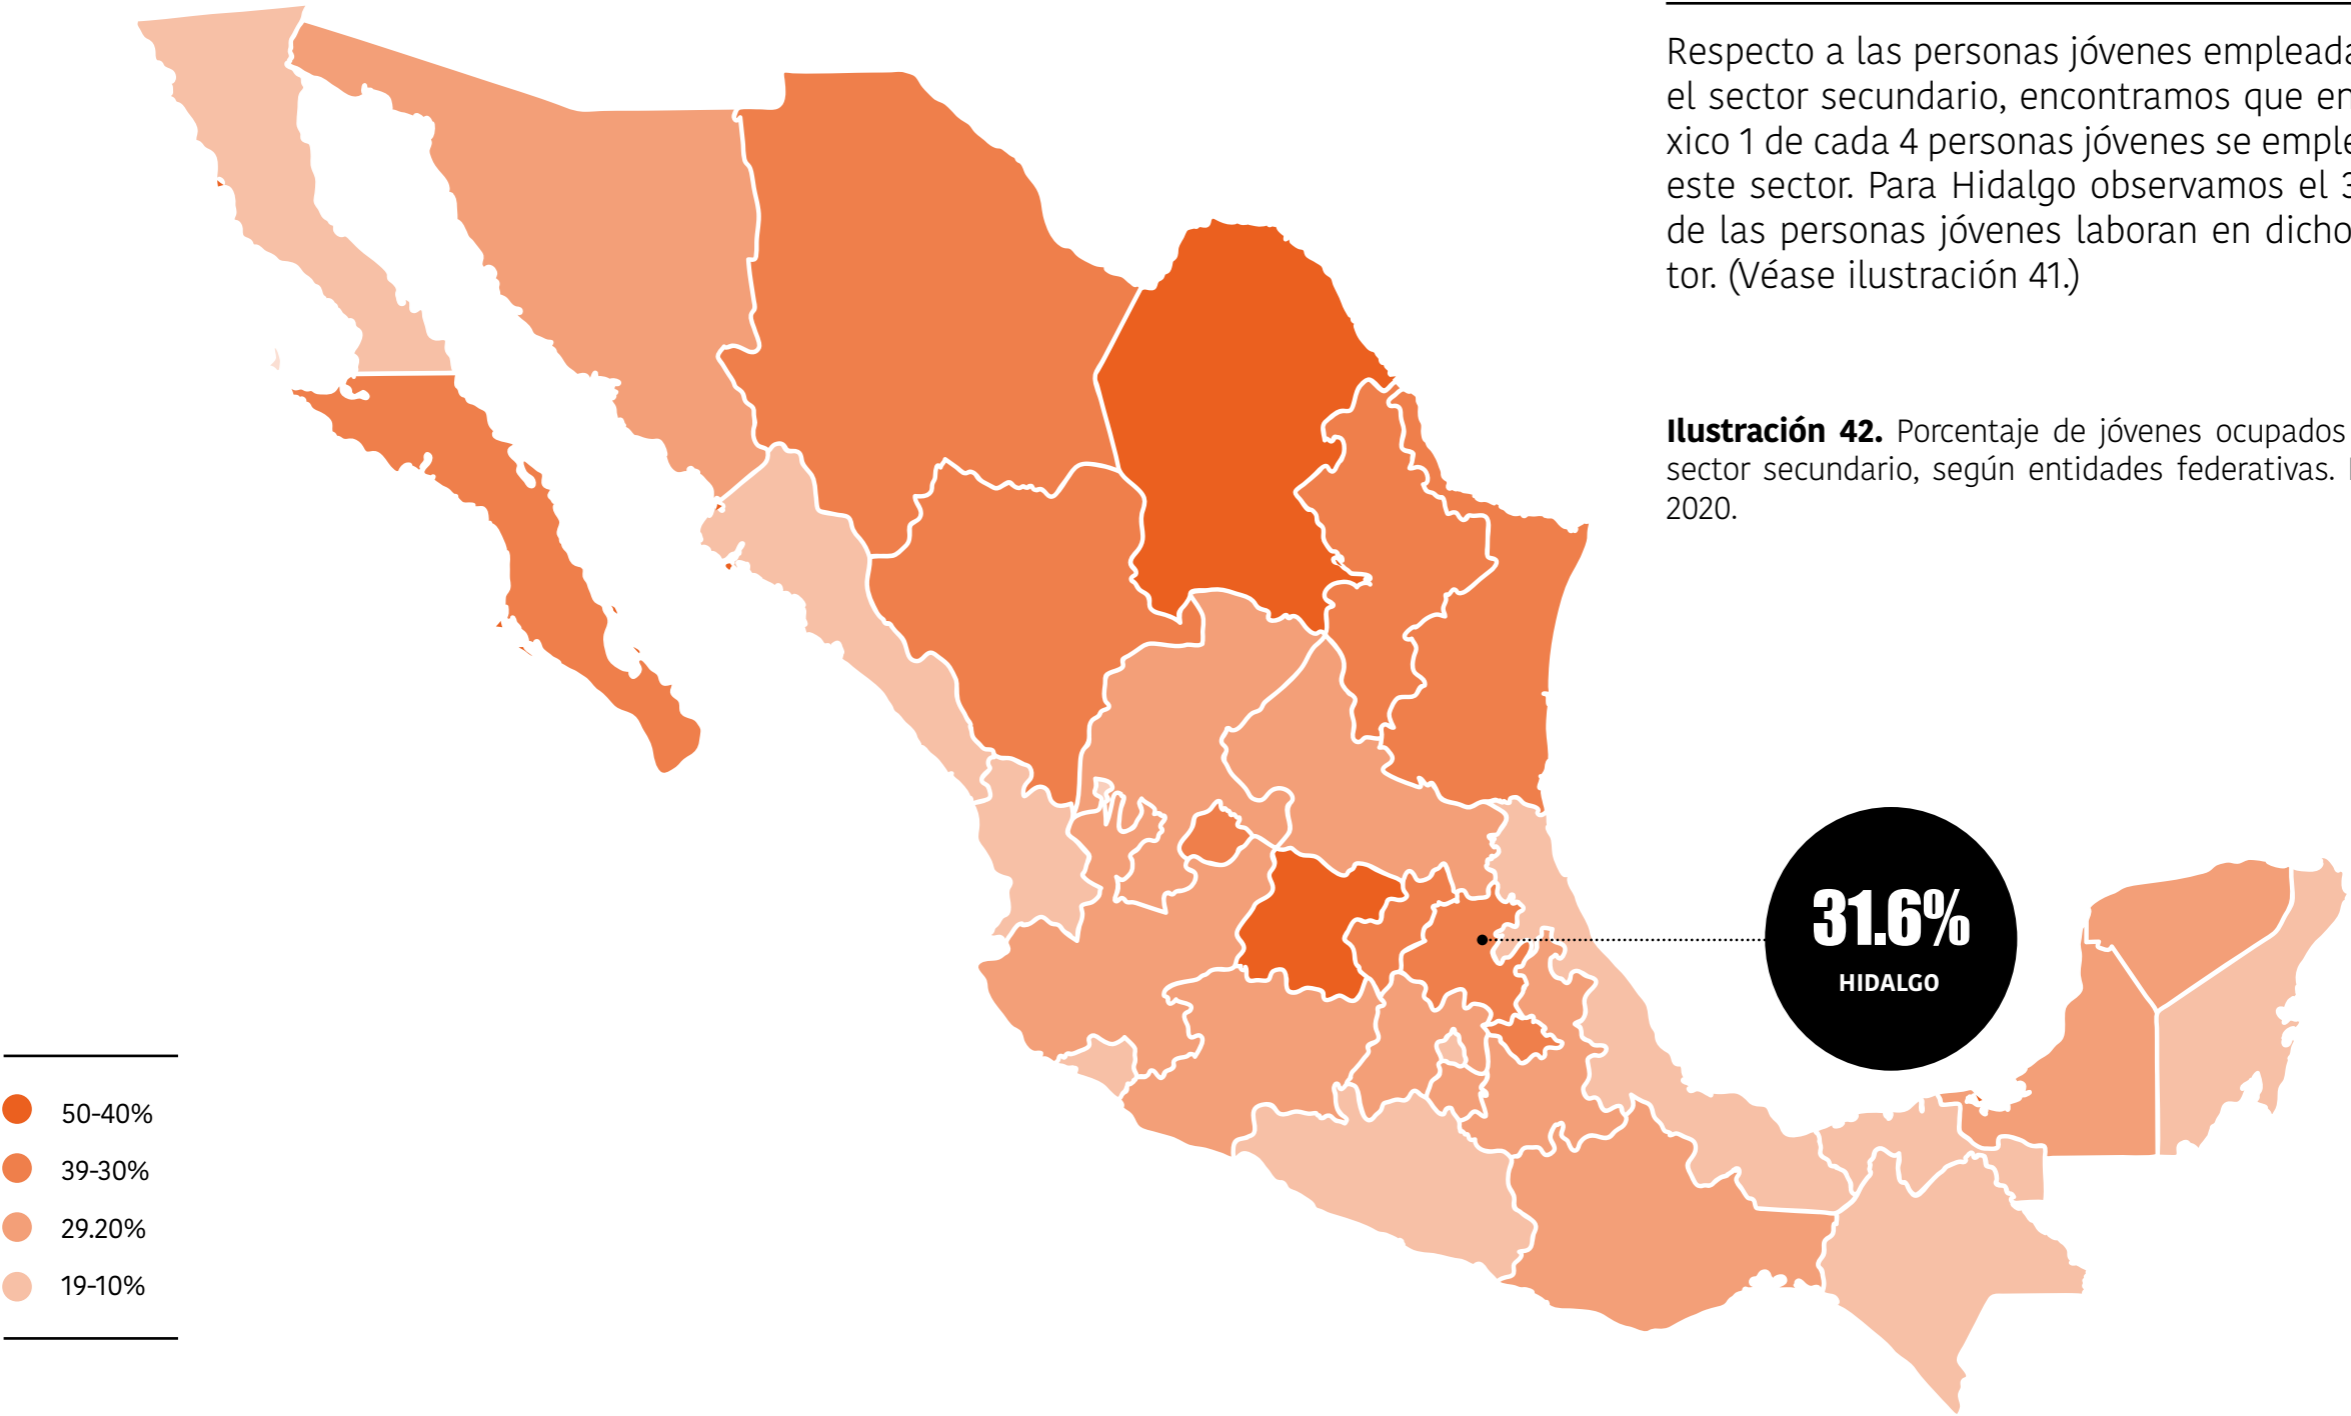 Respecto a las personas jóvenes
el sector secundario, encontramos que en
xico 1 de cada 4 personas jóvenes se
este sector. Para Hidalgo observamos el
de las personas jóvenes laboran en dicho
tor. (Véase ilustración 41.)
Ilustración 42. Porcentaje de jóvenes ocupados
sector secundario, según entidades federativas.
2020.
31.6%
HIDALGO
50-40%
39-30%
29.20%
19-10%